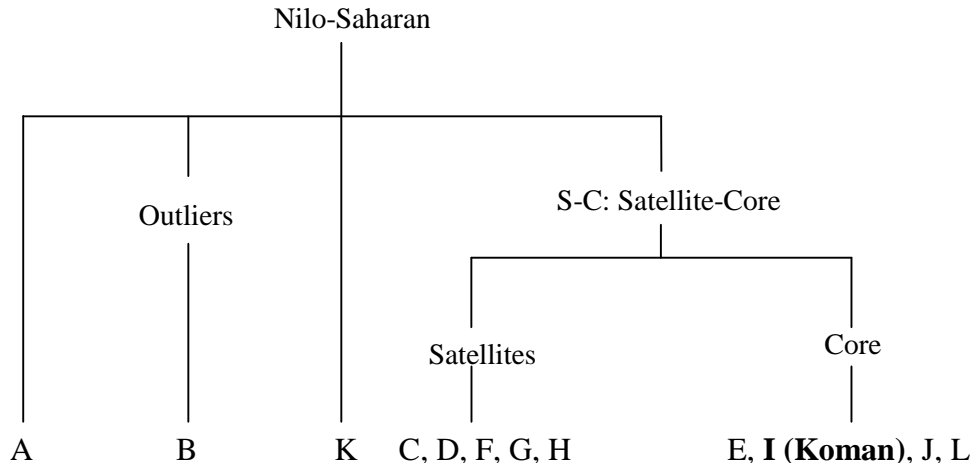 Nilo-Saharan
S-C: Satellite-Core
Outliers
Core
Satellites
A B K C, D, F, G, H E, I (Koman), J, L